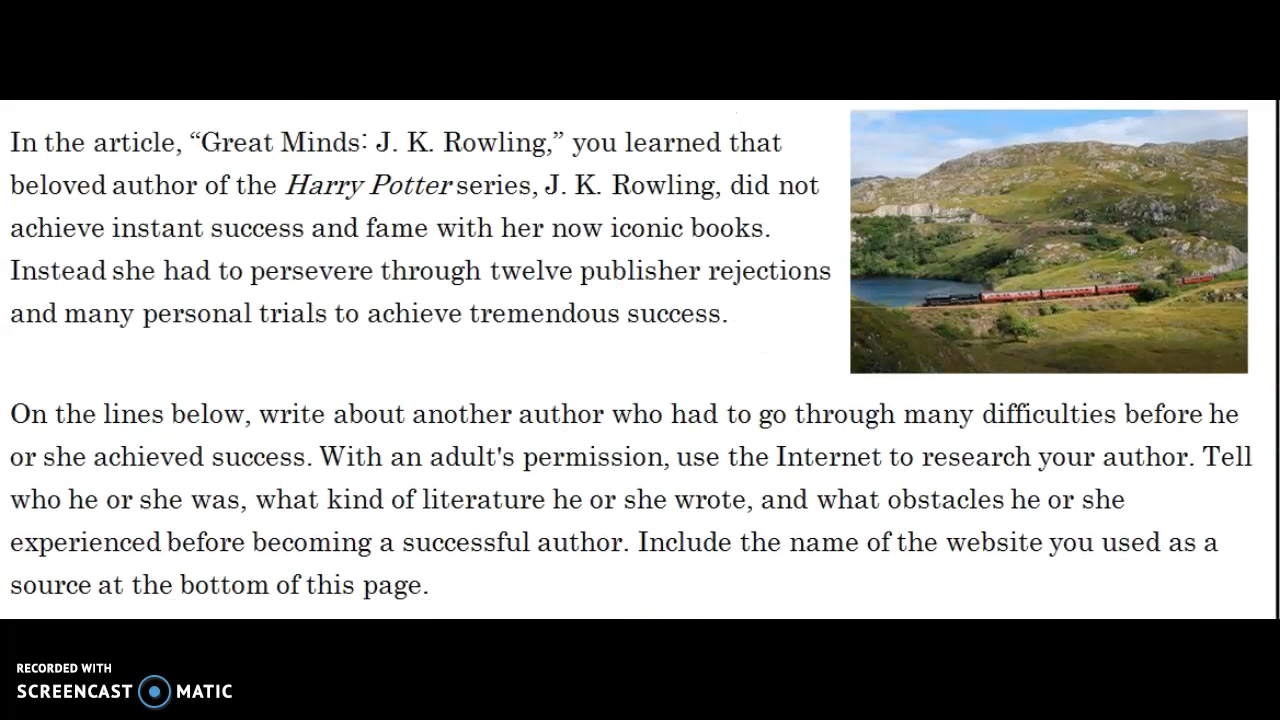 In the article, “Great Minds: J. K. Rowling,” you learned that
beloved author of the Harry Potter series, J. K. Rowling, did not
achieve instant success and fame with her now iconic books.
Instead she had to persevere through twelve publisher rejections
and many personal trials to achieve tremendous success.
On the lines below, write about another author who had to go through many difficulties before he
or she achieved success. With an adult's permission, use the Internet to research your author. Tell
who he or she was, what kind of literature he or she wrote, and what obstacles he or she
experienced before becoming a successful author. Include the name of the website you used as a
source at the bottom of this page.
RECORDED WITH
SCREENCAST MATIC